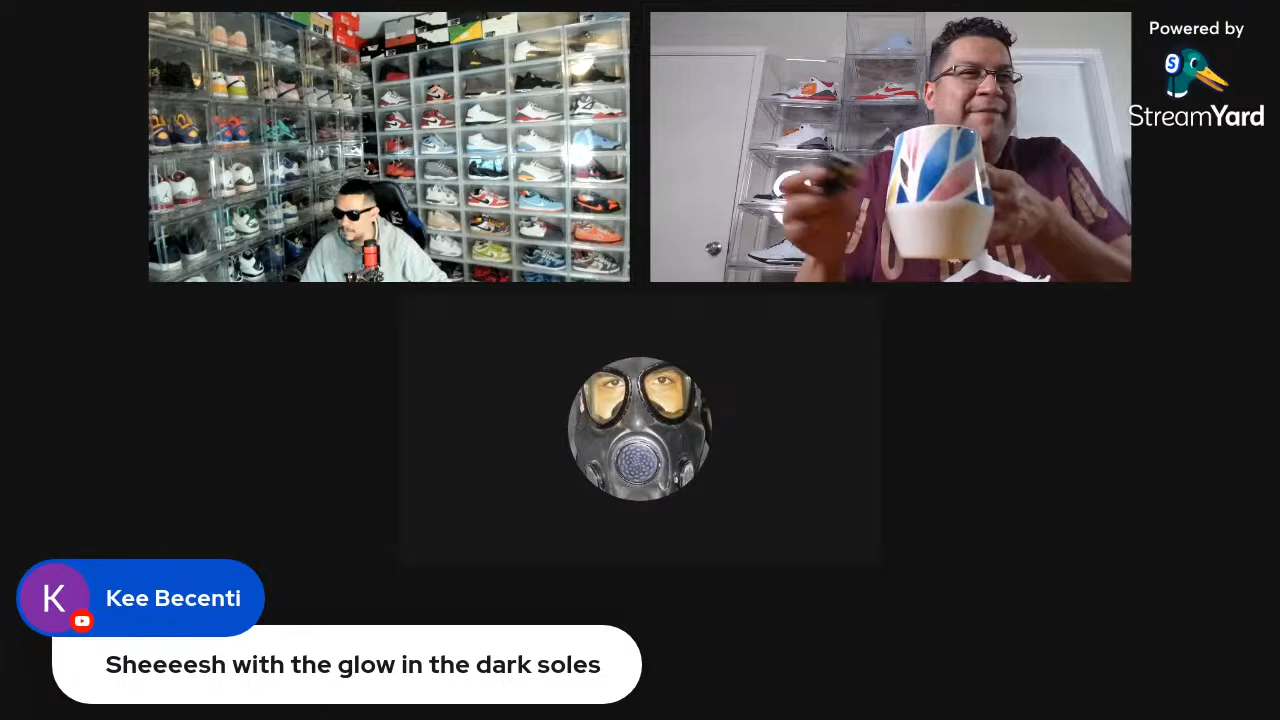 Powered by
S
StreamYard
K
Kee Becenti
Sheeeesh with the glow in the dark soles